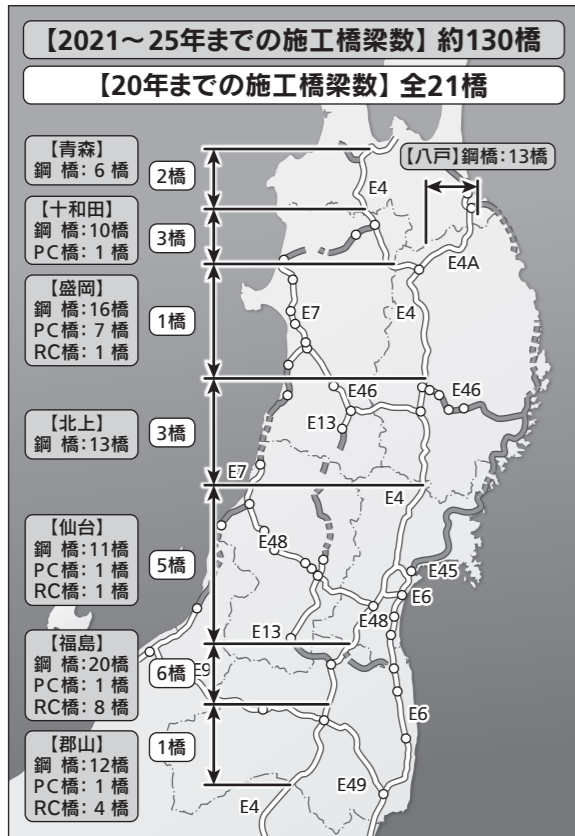 【2021～25年までの施工橋梁数】約130橋
【20年までの施工橋梁数】全21橋
【青森】
鋼 橋：6 橋
2橋
【八戸】鋼橋：13橋
E4
【十和田】
鋼 橋：10橋
PC橋：1 橋
3橋
E4A
【盛岡】
鋼 橋：16橋
PC橋：7 橋
RC橋：1 橋
1橋
E7
E4
E46
E46
【北上】
鋼 橋：13橋
3橋
E13
E7
E4
【仙台】
鋼 橋：11橋
PC橋：1 橋
RC橋：1 橋
5橋
E48
E45
E6
E48
E13
【福島】
鋼 橋：20橋
PC橋：1 橋
RC橋：8 橋
E9
6橋
E6
【郡山】
鋼 橋：12橋
PC橋：1 橋
RC橋：4 橋
1橋
E49
E4